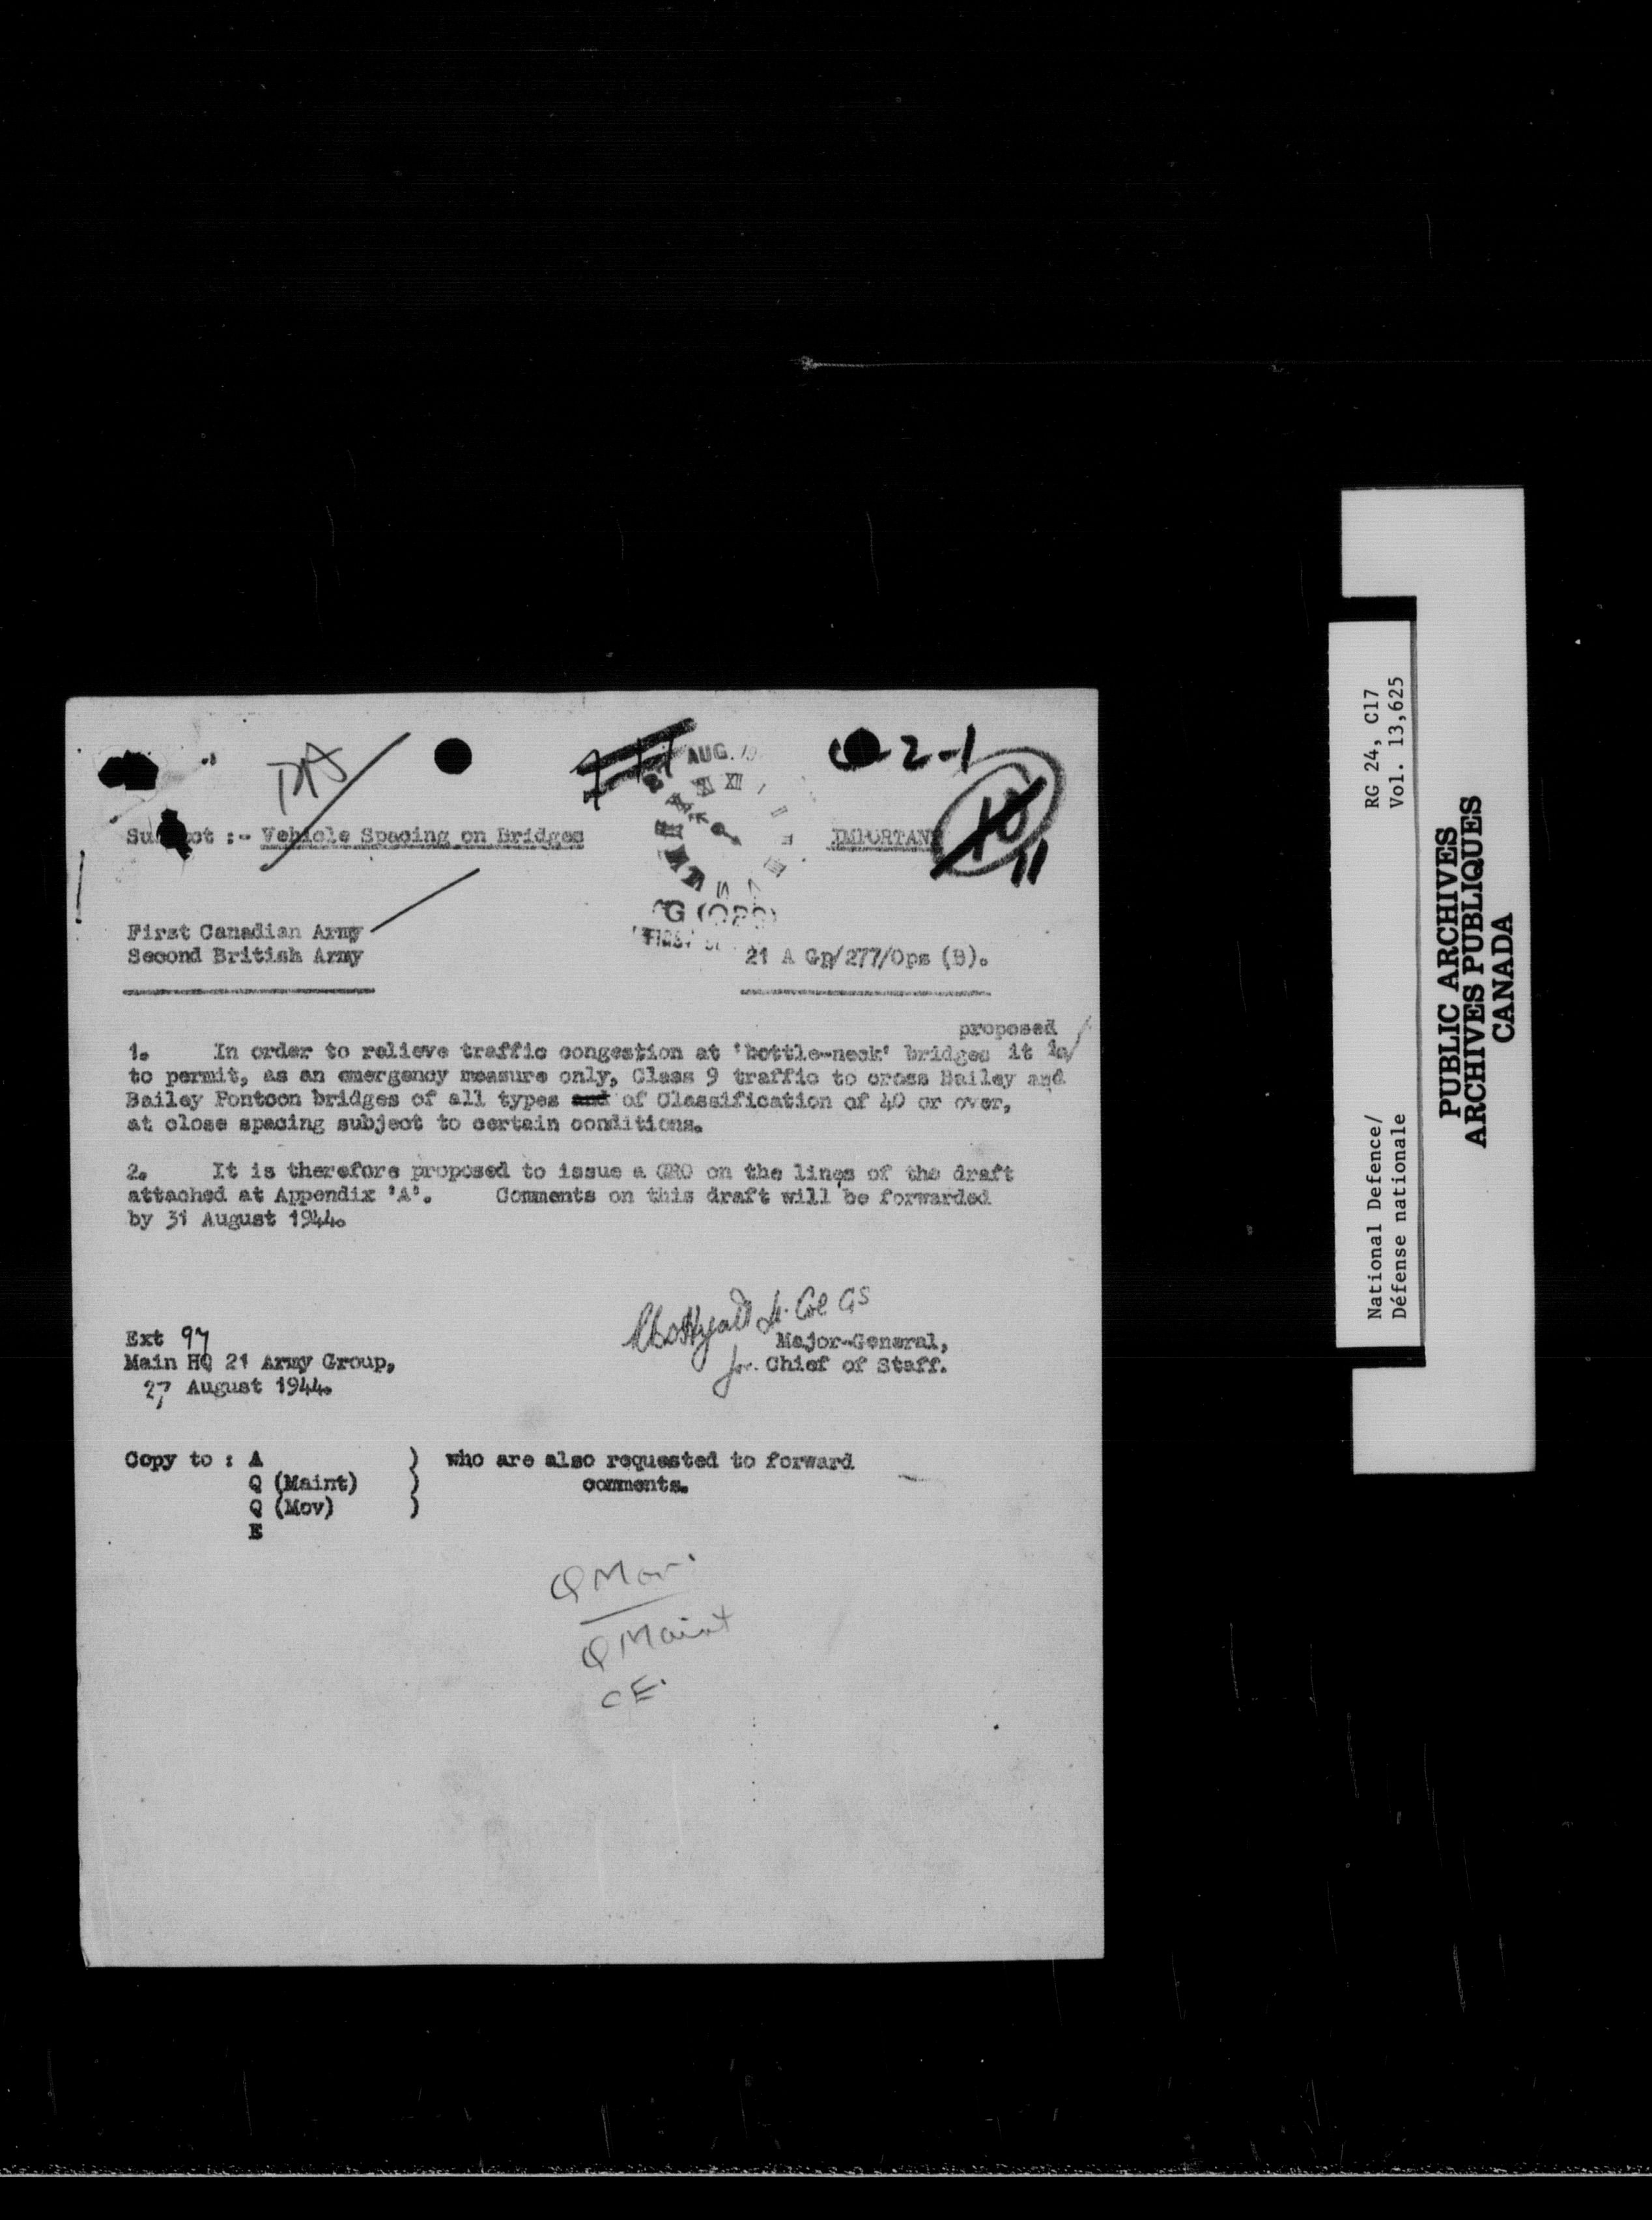 2-1
AUG.
Subject :- Vehicle Spacing on Bridges
IMPORTANT
10
11
G (OPS)
First Canadian Army
Second British Army
21 A Gp/277/Ops (B).
proposed
1. In order to relieve traffic congestion at 'bottle-neck' bridges it is/
to permit, as an emergency measure only, Class 9 traffic to cross Bailey and
Bailey Pontoon bridges of all types and of Classification of 40 or over,
at close spacing subject to certain conditions.
2. It is therefore proposed to issue a GRO on the lines of the draft
attached at Appendix 'A'. Comments on this draft will be forwarded
by 31 August 1944.
Lt. Col GS
Ext 97
Major-General,
Main HQ 21 Army Group,
for Chief of Staff.
27 August 1944.
Copy to : A ) who are also requested to forward
Q (Maint) ) comments.
Q (Mov) )
E
Q Mov.
Q Maint
CE.
National Defence/
Défense nationale
RG 24, C17
Vol. 13,625
PUBLIC ARCHIVES
ARCHIVES PUBLIQUES
CANADA